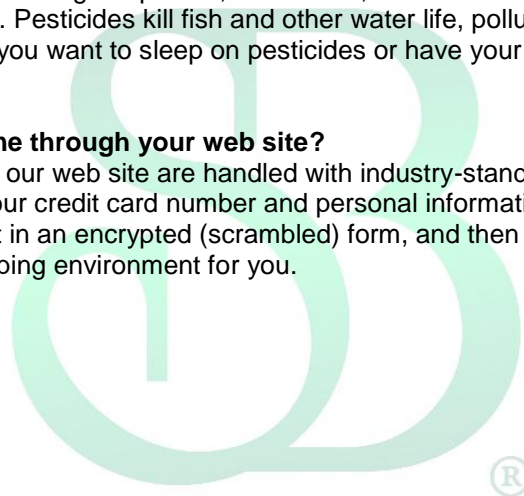 . Pesticides kill fish and other water life, pollu
you want to sleep on pesticides or have your
ne through your web site?
our web site are handled with industry-stand
our credit card number and personal informati
t in an encrypted (scrambled) form, and then
ping environment for you.
®